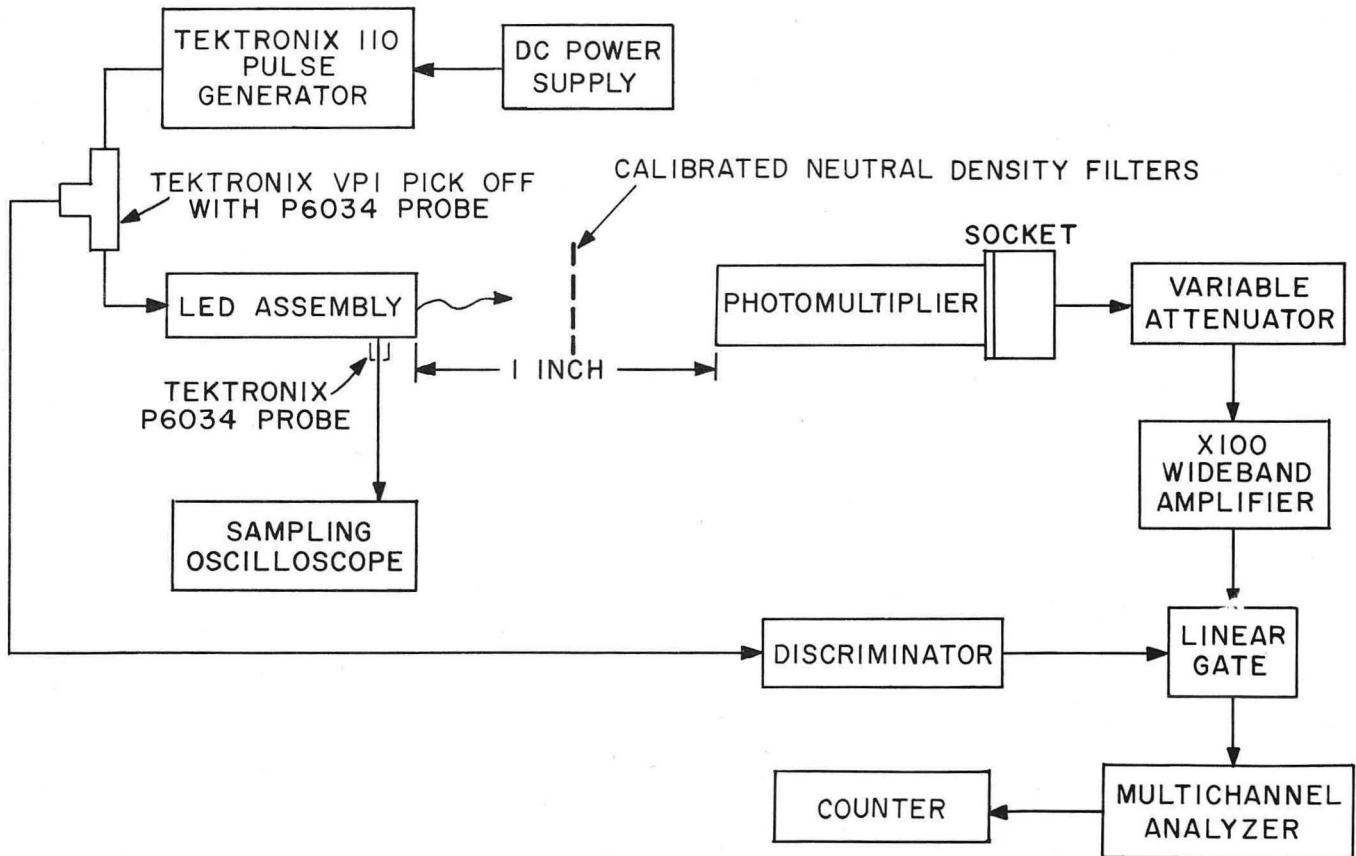 TEKTRONIX 110
PULSE
GENERATOR
DC POWER
SUPPLY
TEKTRONIX VPI PICK OFF
WITH P6034 PROBE
CALIBRATED NEUTRAL DENSITY FILTERS
SOCKET
LED ASSEMBLY
PHOTOMULTIPLIER
VARIABLE
ATTENUATOR
1 INCH
TEKTRONIX
P6034 PROBE
X100
WIDEBAND
AMPLIFIER
SAMPLING
OSCILLOSCOPE
DISCRIMINATOR
LINEAR
GATE
COUNTER
MULTICHANNEL
ANALYZER